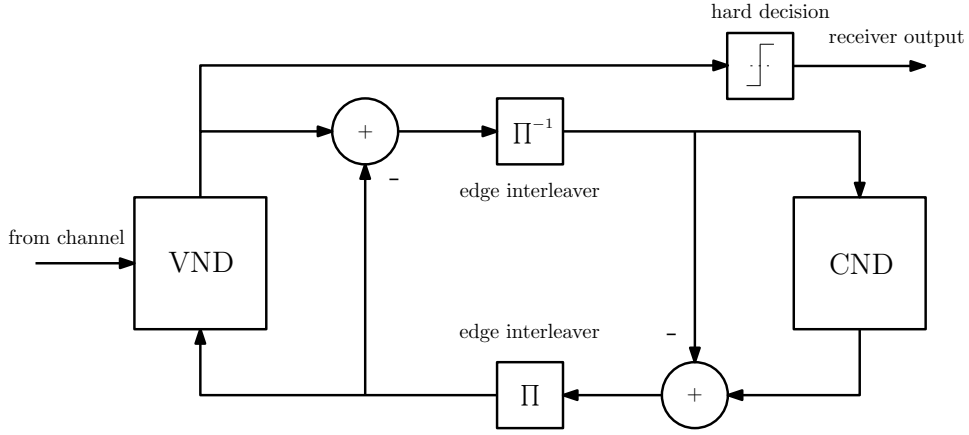 hard decision
receiver output
+
∏⁻¹
–
edge interleaver
from channel
VND
CND
edge interleaver
–
∏
+